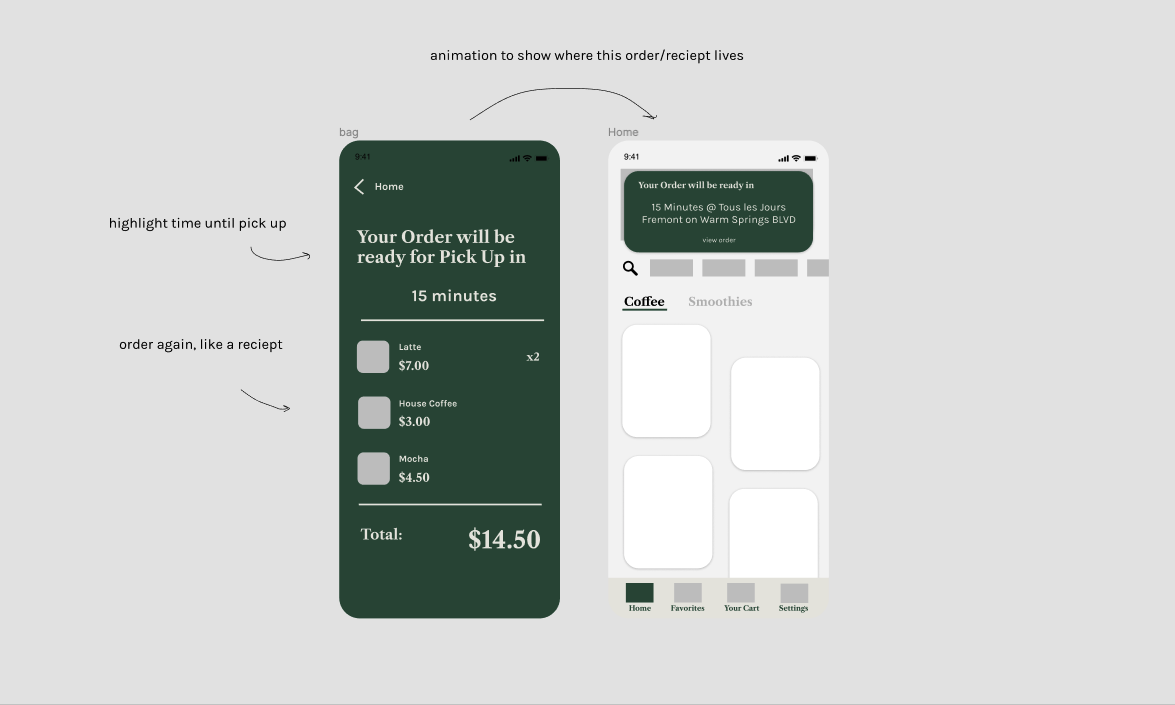 animation to show where this order/reciept lives
bag
9:41
Home
highlight time until pick up
Your Order will be
ready for Pick Up in
15 minutes
order again, like a reciept
Latte
$7.00
x2
House Coffee
$3.00
Mocha
$4.50
Total:
$14.50
Home
9:41
Your Order will be ready in
15 Minutes @ Tous les Jours
Fremont on Warm Springs BLVD
view order
Coffee
Smoothies
Home
Favorites
Your Cart
Settings